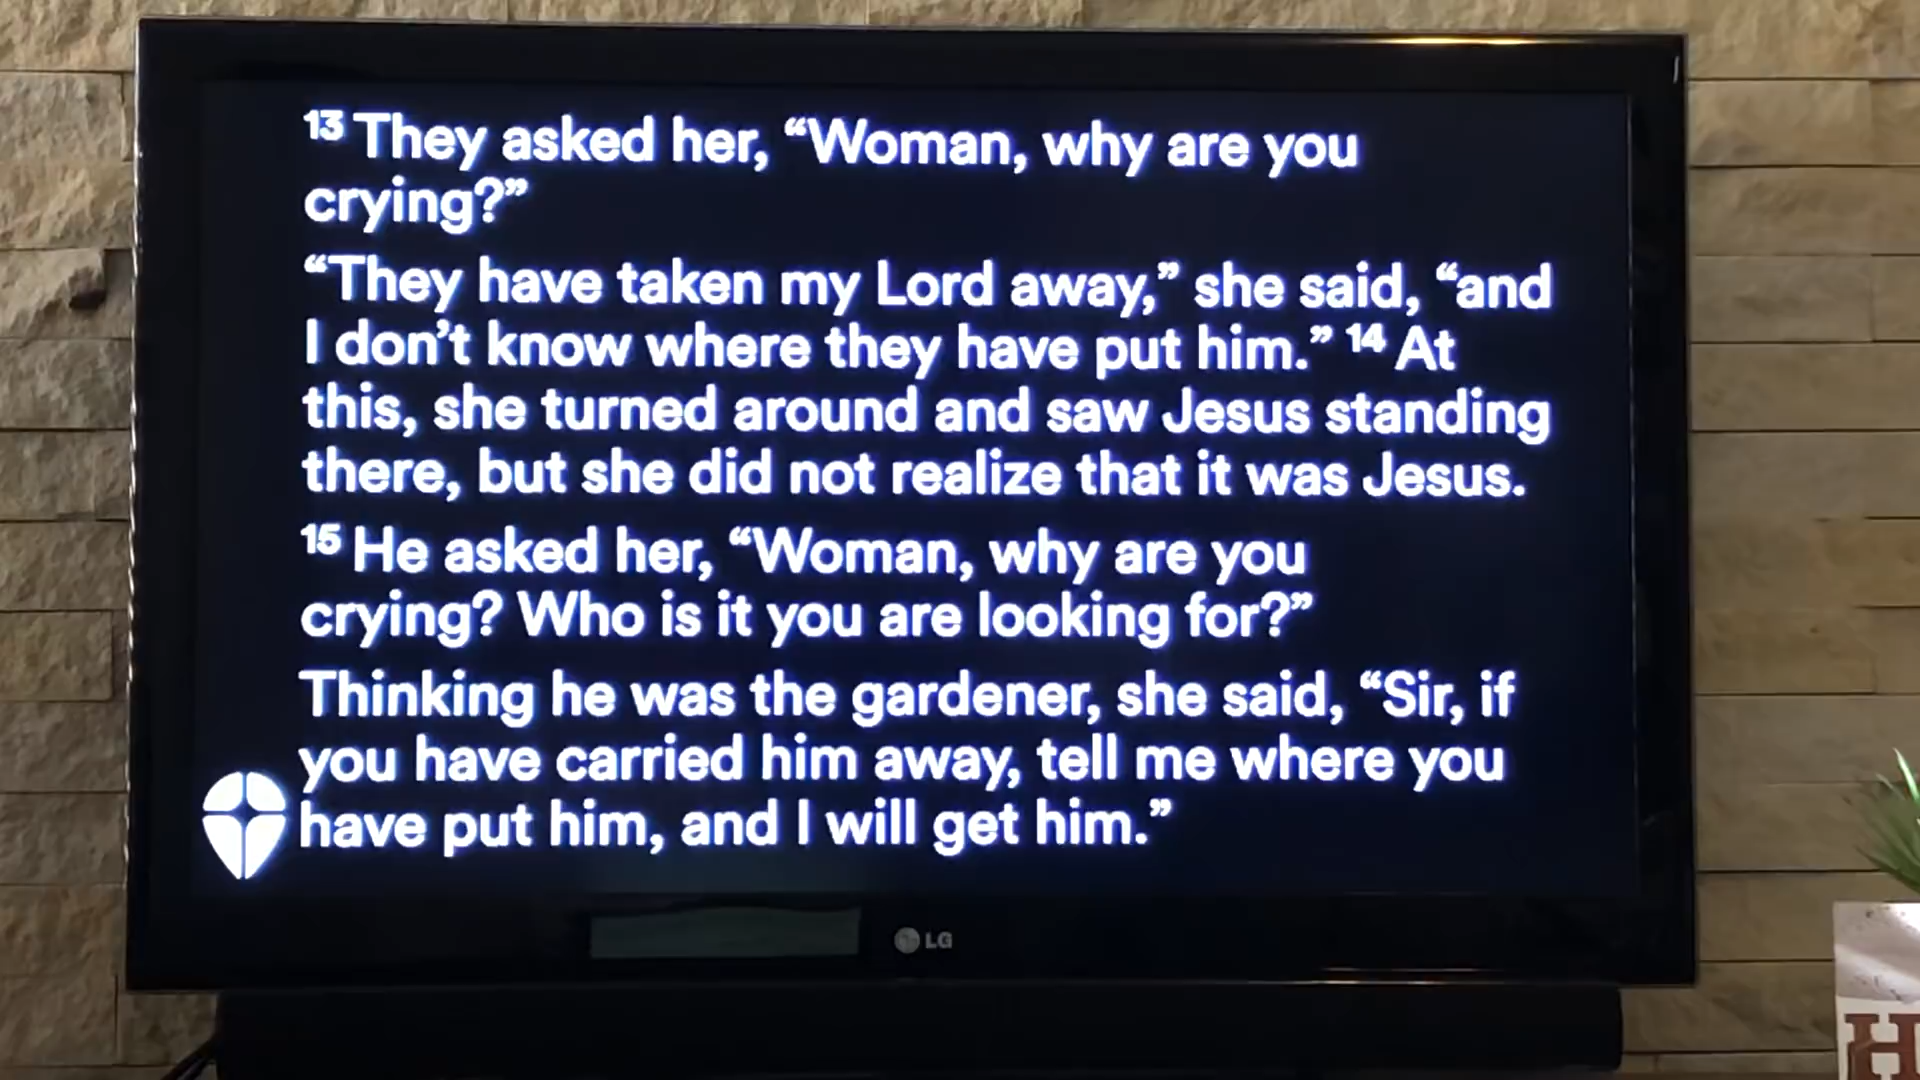 13 They asked her, “Woman, why are you
crying?”
“They have taken my Lord away,” she said, “and
I don’t know where they have put him.” 14 At
this, she turned around and saw Jesus standing
there, but she did not realize that it was Jesus.
15 He asked her, “Woman, why are you
crying? Who is it you are looking for?”
Thinking he was the gardener, she said, “Sir, if
you have carried him away, tell me where you
have put him, and I will get him.”
LG
H